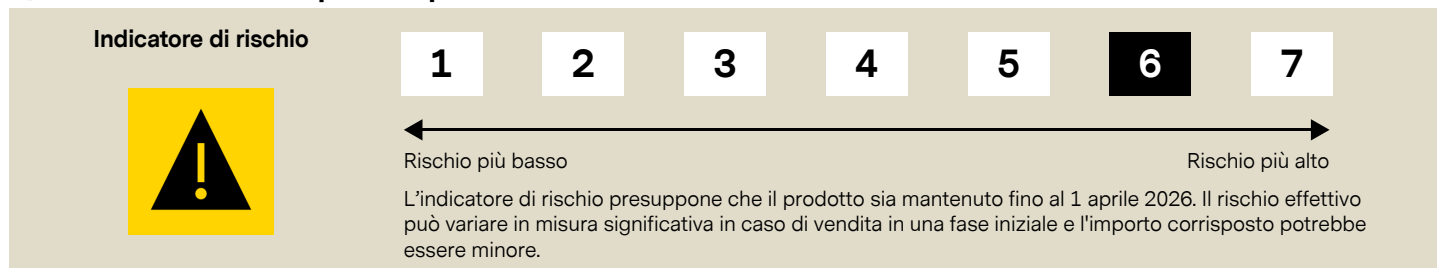 Indicatore di rischio
1 2 3 4 5 6 7
Rischio più basso Rischio più alto
L'indicatore di rischio presuppone che il prodotto sia mantenuto fino al 1 aprile 2026. Il rischio effettivo
può variare in misura significativa in caso di vendita in una fase iniziale e l'importo corrisposto potrebbe
essere minore.